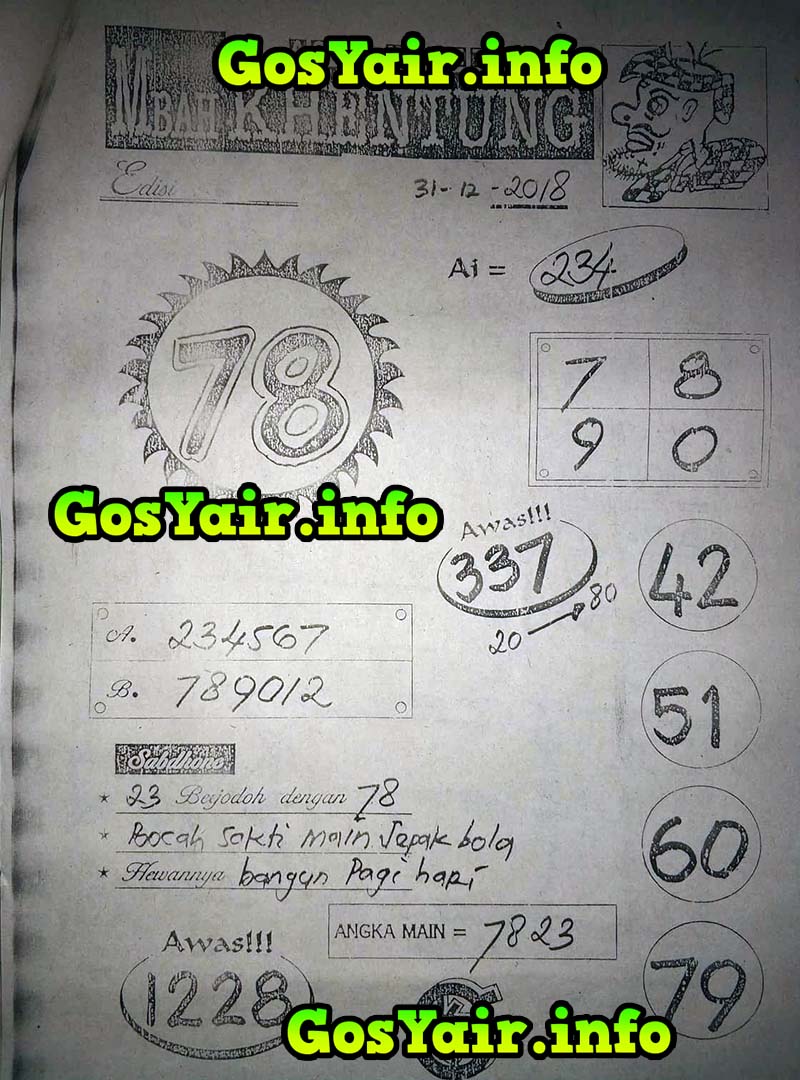 GosYair.info
MBAH KHENTUNG
Edisi 31-12-2018
Ai = 234
78
7 8
9 0
GosYair.info
Awas!!!
337
20 → 80
42
A. 234567
B. 789012
51
Sabdhono
* 23 Berjodoh dengan 78
* Bocah sakti main sepak bola
* Hewannya bangun Pagi hari
60
ANGKA MAIN = 7823
Awas!!!
1228
79
GosYair.info